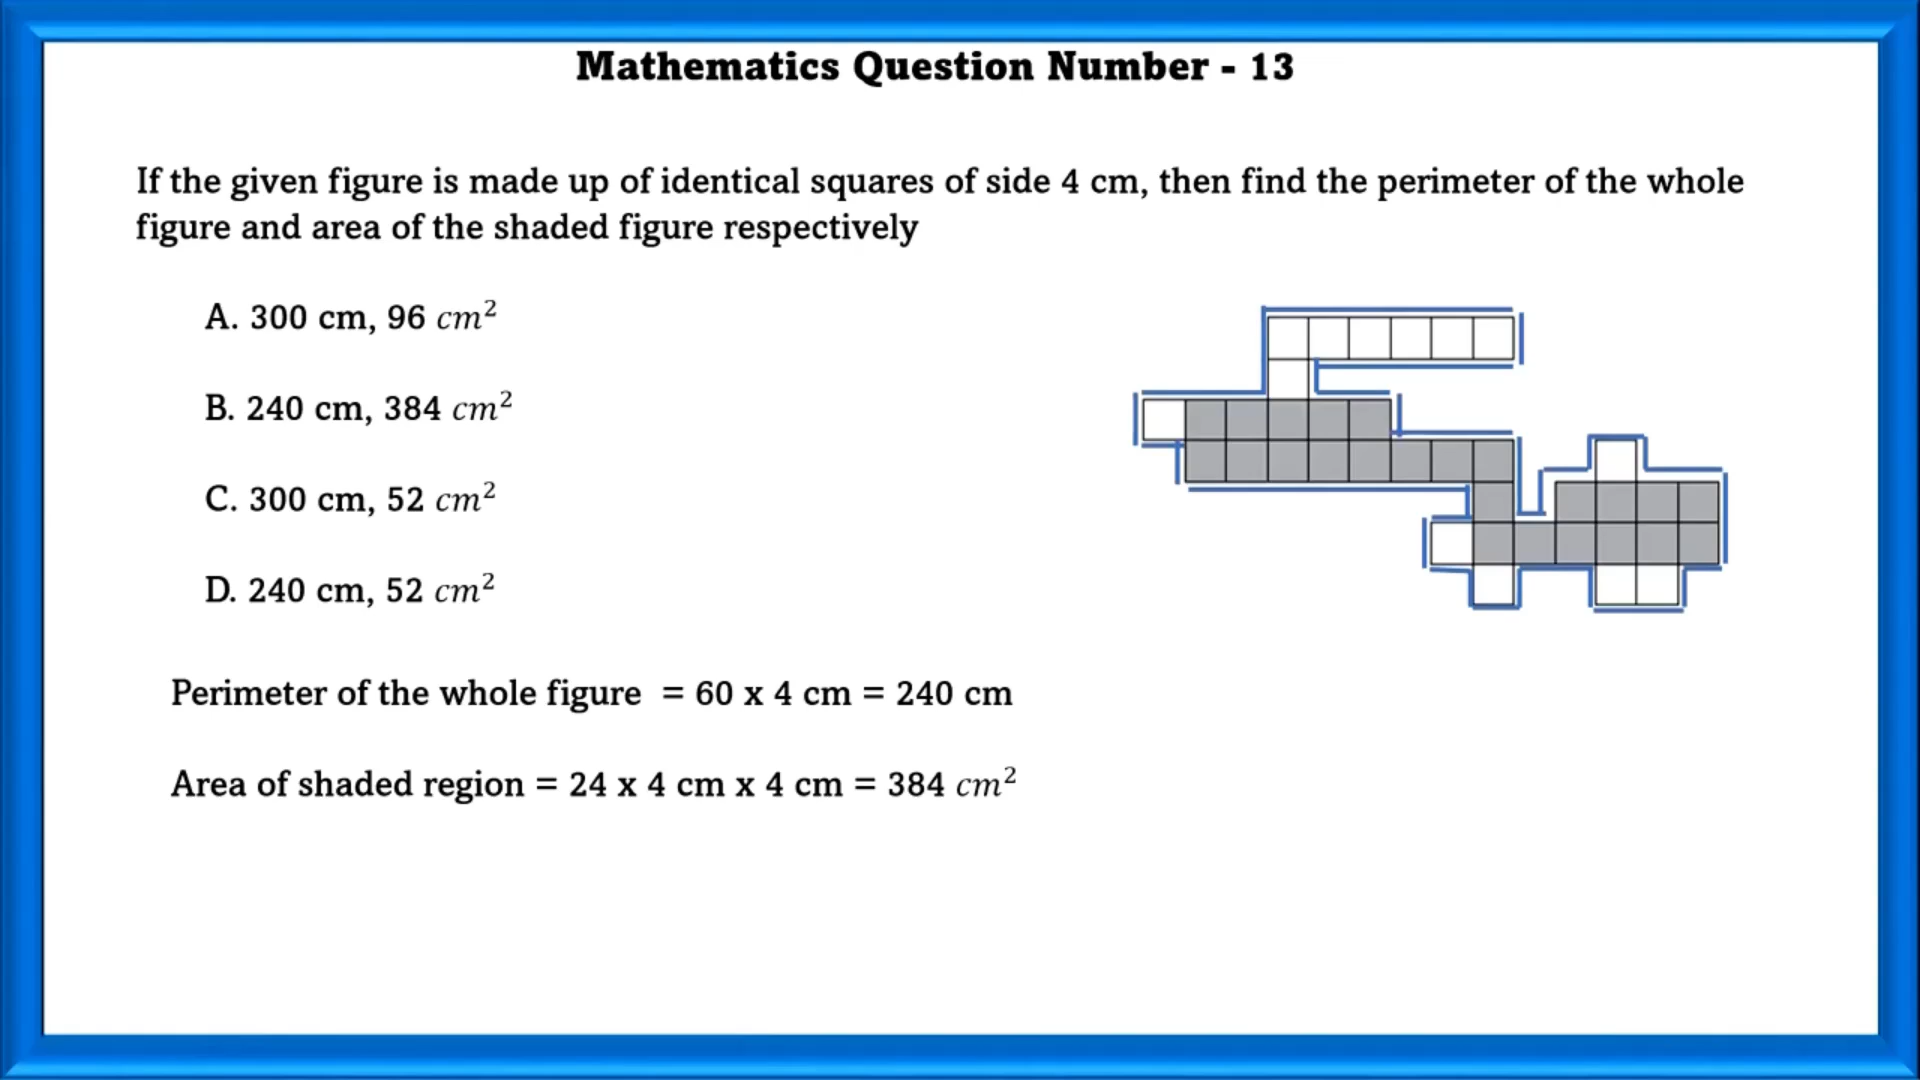 Mathematics Question Number - 13
If the given figure is made up of identical squares of side 4 cm, then find the perimeter of the whole
figure and area of the shaded figure respectively
A. 300 cm, 96 cm²
B. 240 cm, 384 cm²
C. 300 cm, 52 cm²
D. 240 cm, 52 cm²
Perimeter of the whole figure = 60 x 4 cm = 240 cm
Area of shaded region = 24 x 4 cm x 4 cm = 384 cm²